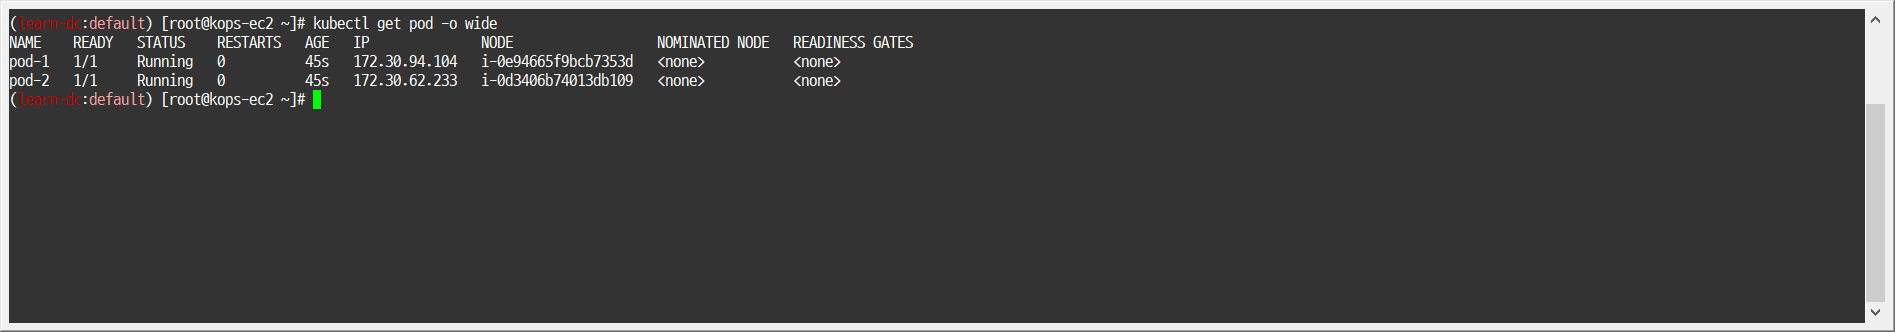 (learn-dc:default) [root@kops-ec2 ~]# kubectl get pod -o wide
NAME    READY   STATUS    RESTARTS   AGE   IP              NODE                  NOMINATED NODE   READINESS GATES
pod-1   1/1     Running   0          45s   172.30.94.104   i-0e94665f9bcb7353d   <none>           <none>
pod-2   1/1     Running   0          45s   172.30.62.233   i-0d3406b74013db109   <none>           <none>
(learn-dc:default) [root@kops-ec2 ~]#